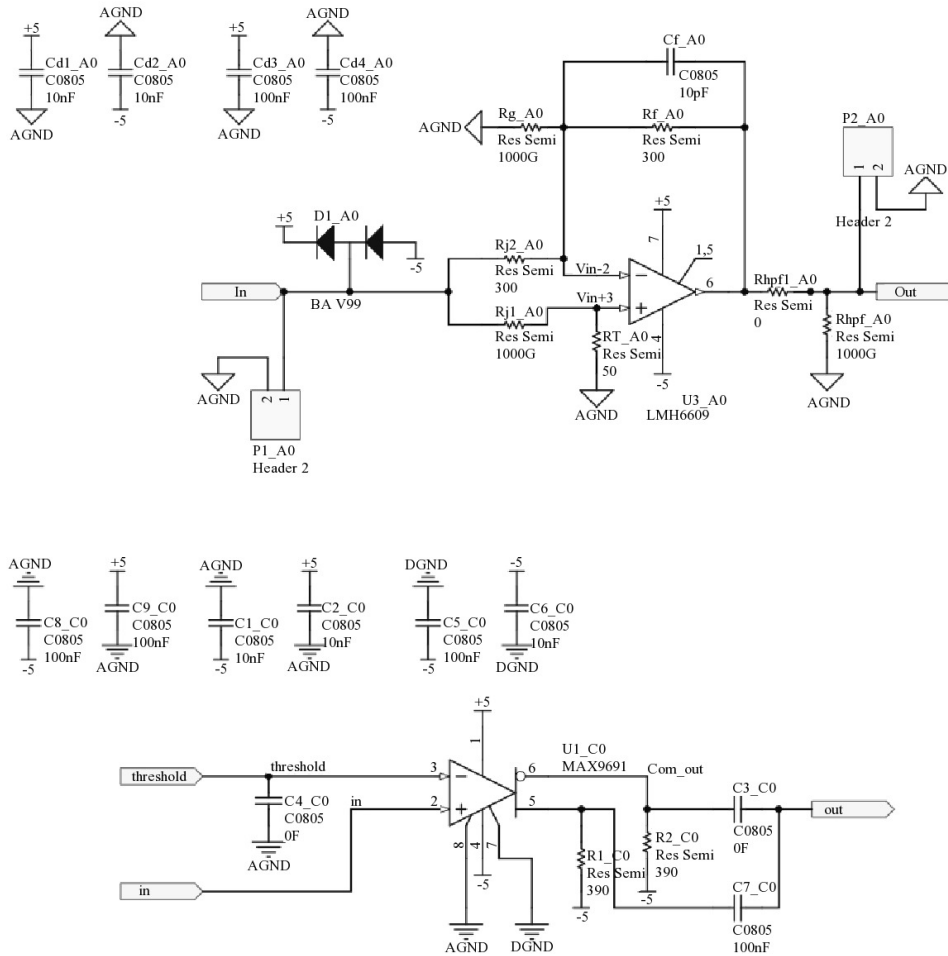 AGND
AGND
+5
+5
Cd1_A0
C0805
10nF
Cd2_A0
C0805
10nF
Cd3_A0
C0805
100nF
Cd4_A0
C0805
100nF
AGND
-5
AGND
-5
Cf_A0
C0805
10pF
AGND
Rg_A0
Res Semi
1000G
Rf_A0
Res Semi
300
P2_A0
1
2
AGND
Header 2
+5
D1_A0
-5
BA V99
In
Rj2_A0
Res Semi
300
Rj1_A0
Res Semi
1000G
Vin-2
Vin+3
+5
7
1,5
6
4
-5
RT_A0
Res Semi
50
AGND
U3_A0
LMH6609
Rhpf1_A0
Res Semi
0
Out
Rhpf_A0
Res Semi
1000G
AGND
AGND
2
1
P1_A0
Header 2
AGND
+5
AGND
+5
DGND
-5
C8_C0
C0805
100nF
C9_C0
C0805
100nF
C1_C0
C0805
10nF
C2_C0
C0805
10nF
C5_C0
C0805
100nF
C6_C0
C0805
10nF
-5
AGND
-5
AGND
-5
DGND
+5
1
U1_C0
MAX9691
threshold
threshold
3
6
Com_out
C3_C0
C0805
0F
out
C4_C0
C0805
0F
AGND
in
2
5
in
8
4
7
-5
AGND
DGND
R1_C0
Res Semi
390
-5
R2_C0
Res Semi
390
-5
C7_C0
C0805
100nF